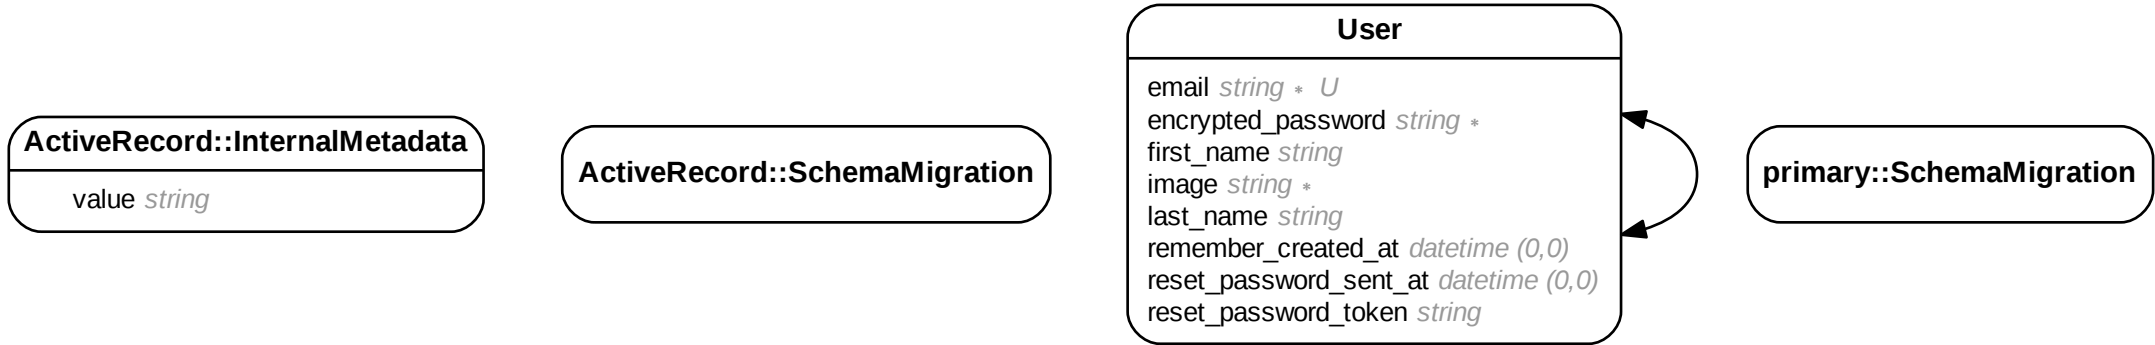 ActiveRecord::InternalMetadata
value string
ActiveRecord::SchemaMigration
User
email string * U
encrypted_password string *
first_name string
image string *
last_name string
remember_created_at datetime (0,0)
reset_password_sent_at datetime (0,0)
reset_password_token string
primary::SchemaMigration